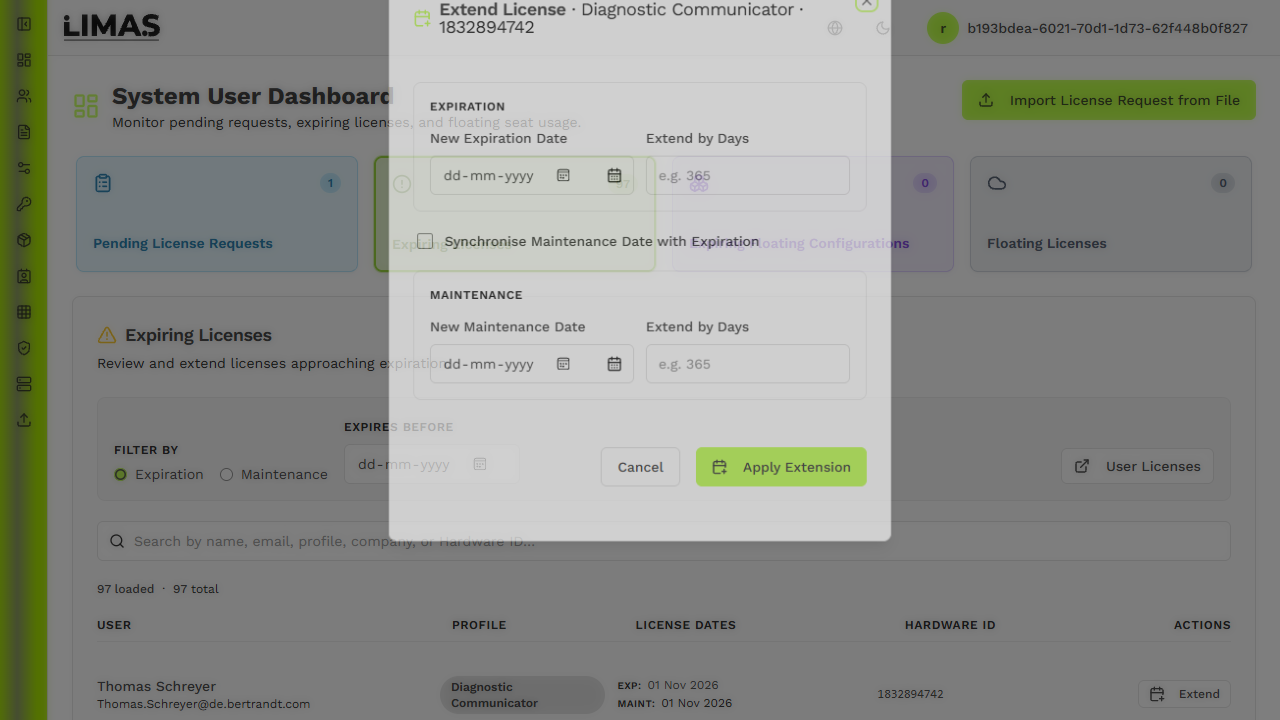 LIMAS
r b193bdea-6021-70d1-1d73-62f448b0f827
Extend License · Diagnostic Communicator ·
1832894742
System User Dashboard
Monitor pending requests, expiring licenses, and floating seat usage.
Import License Request from File
EXPIRATION
New Expiration Date Extend by Days
dd-mm-yyyy e.g. 365
1
97
0
0
Pending License Requests
Expiring Licenses
Floating Configurations
Floating Licenses
Synchronise Maintenance Date with Expiration
MAINTENANCE
New Maintenance Date Extend by Days
dd-mm-yyyy e.g. 365
Expiring Licenses
Review and extend licenses approaching expiration
EXPIRES BEFORE
FILTER BY
Expiration Maintenance dd-mm-yyyy
Cancel Apply Extension
User Licenses
Search by name, email, profile, company, or Hardware ID...
97 loaded · 97 total
USER PROFILE LICENSE DATES HARDWARE ID ACTIONS
Thomas Schreyer
Thomas.Schreyer@de.bertrandt.com
Diagnostic
Communicator
EXP: 01 Nov 2026
MAINT: 01 Nov 2026
1832894742
Extend